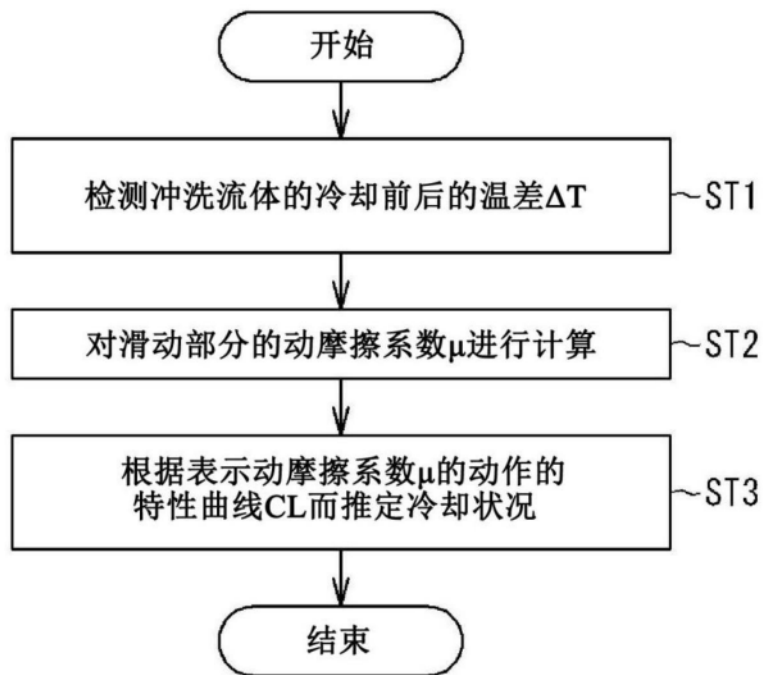 开始
检测冲洗流体的冷却前后的温差ΔT
ST1
对滑动部分的动摩擦系数μ进行计算
ST2
根据表示动摩擦系数μ的动作的
特性曲线CL而推定冷却状况
ST3
结束